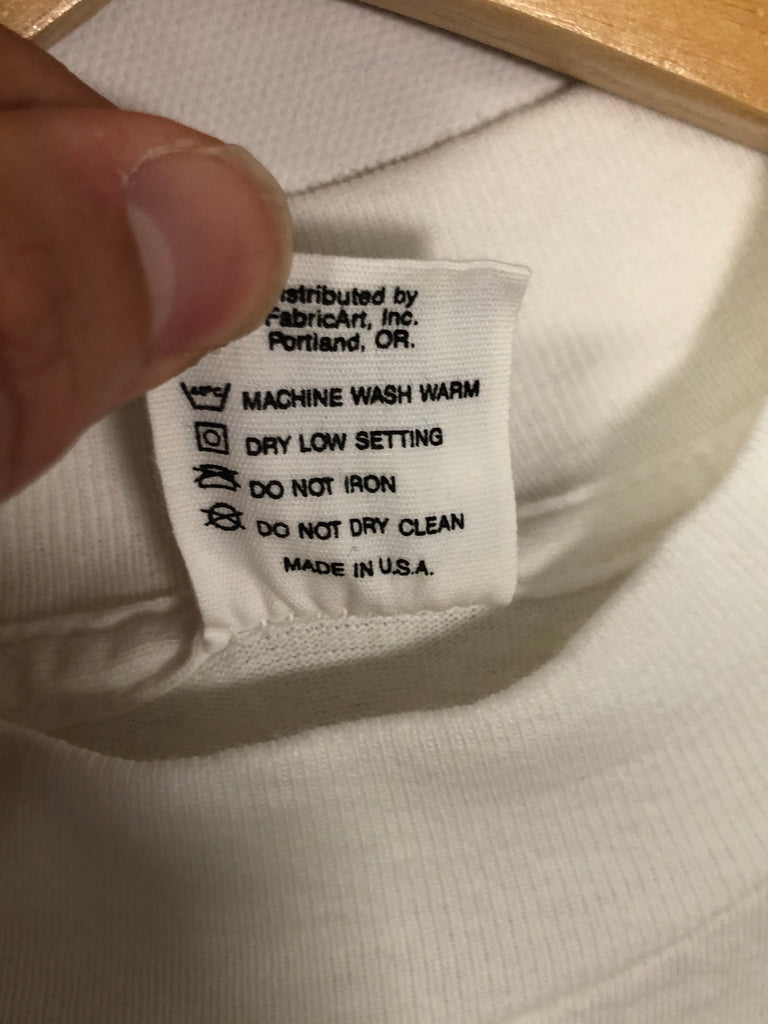 istributed by
FabricArt, Inc.
Portland, OR.
MACHINE WASH WARM
DRY LOW SETTING
DO NOT IRON
DO NOT DRY CLEAN
MADE IN U.S.A.